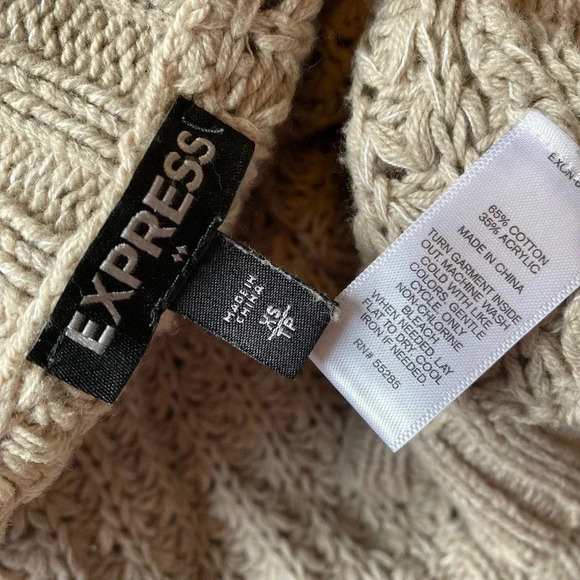 EXPRESS
MADE IN
CHINA
XS
TP
65% COTTON
35% ACRYLIC
MADE IN CHINA
TURN GARMENT INSIDE
OUT. MACHINE WASH
COLD WITH LIKE
COLORS. GENTLE
CYCLE. ONLY
NON-CHLORINE
BLEACH
WHEN NEEDED. LAY
FLAT TO DRY. COOL
IRON IF NEEDED.
RN# 55285